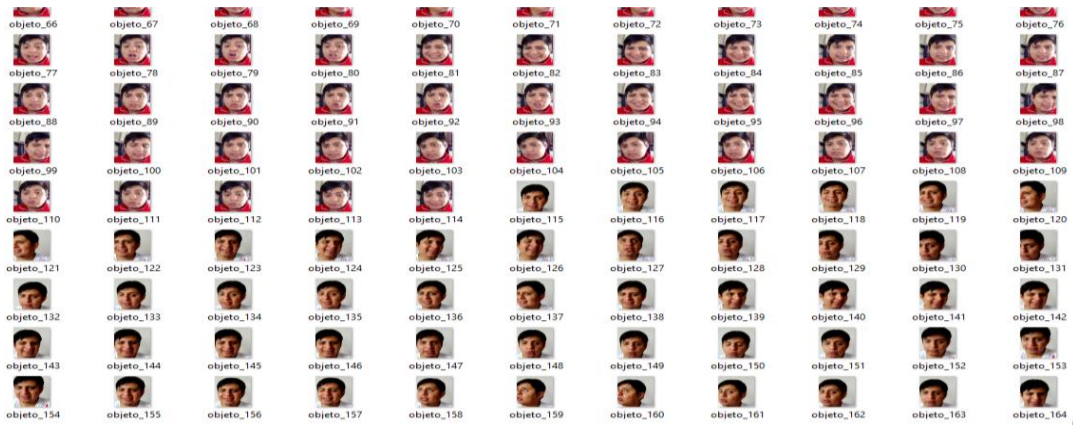 objeto_66 objeto_67 objeto_68 objeto_69 objeto_70 objeto_71 objeto_72 objeto_73 objeto_74 objeto_75 objeto_76
objeto_77 objeto_78 objeto_79 objeto_80 objeto_81 objeto_82 objeto_83 objeto_84 objeto_85 objeto_86 objeto_87
objeto_88 objeto_89 objeto_90 objeto_91 objeto_92 objeto_93 objeto_94 objeto_95 objeto_96 objeto_97 objeto_98
objeto_99 objeto_100 objeto_101 objeto_102 objeto_103 objeto_104 objeto_105 objeto_106 objeto_107 objeto_108 objeto_109
objeto_110 objeto_111 objeto_112 objeto_113 objeto_114 objeto_115 objeto_116 objeto_117 objeto_118 objeto_119 objeto_120
objeto_121 objeto_122 objeto_123 objeto_124 objeto_125 objeto_126 objeto_127 objeto_128 objeto_129 objeto_130 objeto_131
objeto_132 objeto_133 objeto_134 objeto_135 objeto_136 objeto_137 objeto_138 objeto_139 objeto_140 objeto_141 objeto_142
objeto_143 objeto_144 objeto_145 objeto_146 objeto_147 objeto_148 objeto_149 objeto_150 objeto_151 objeto_152 objeto_153
objeto_154 objeto_155 objeto_156 objeto_157 objeto_158 objeto_159 objeto_160 objeto_161 objeto_162 objeto_163 objeto_164